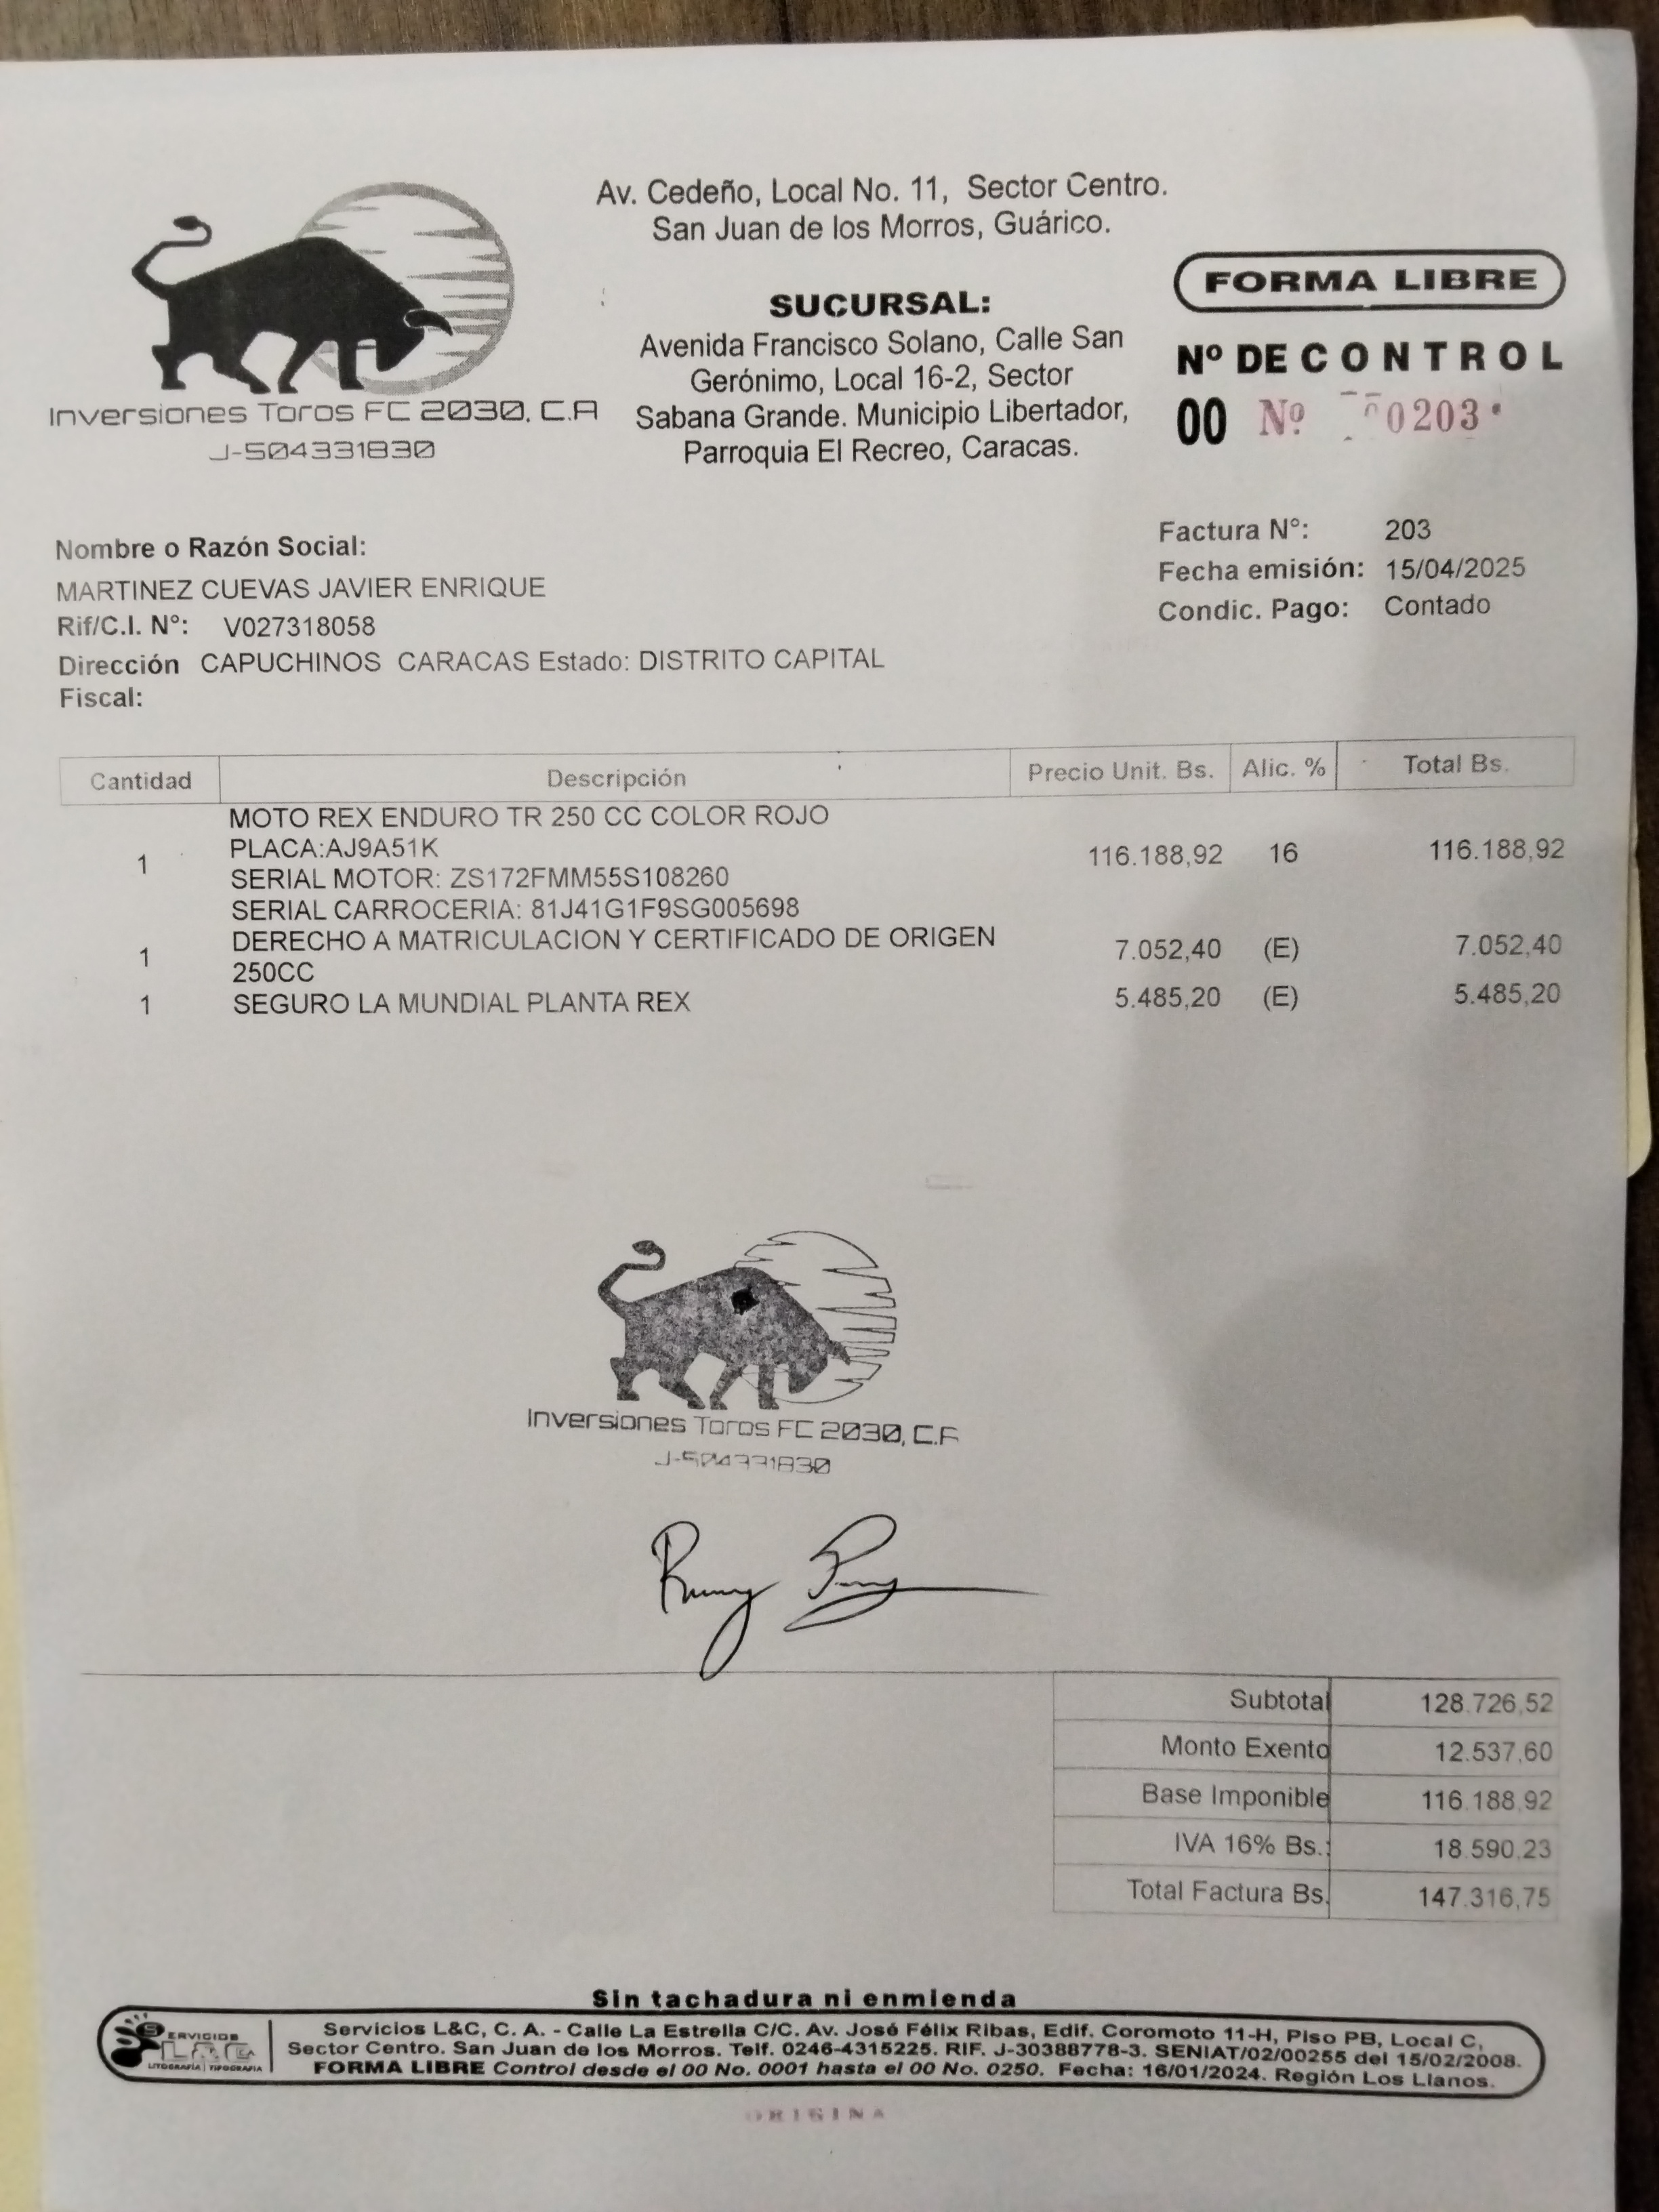 Av. Cedeño, Local No. 11, Sector Centro.
San Juan de los Morros, Guárico.
SUCURSAL:
Avenida Francisco Solano, Calle San
Gerónimo, Local 16-2, Sector
Sabana Grande. Municipio Libertador,
Parroquia El Recreo, Caracas.
Inversiones Toros FC 2030, C.A
J-504331830
FORMA LIBRE
Nº DE CONTROL
00 Nº 0203
Factura N°: 203
Fecha emisión: 15/04/2025
Condic. Pago: Contado
Nombre o Razón Social:
MARTINEZ CUEVAS JAVIER ENRIQUE
Rif/C.I. N°: V027318058
Dirección CAPUCHINOS CARACAS Estado: DISTRITO CAPITAL
Fiscal:
Cantidad Descripción Precio Unit. Bs. Alic. % Total Bs.
MOTO REX ENDURO TR 250 CC COLOR ROJO
1 PLACA:AJ9A51K 116.188,92 16 116.188,92
SERIAL MOTOR: ZS172FMM55S108260
SERIAL CARROCERIA: 81J41G1F9SG005698
1 DERECHO A MATRICULACION Y CERTIFICADO DE ORIGEN 7.052,40 (E) 7.052,40
250CC
1 SEGURO LA MUNDIAL PLANTA REX 5.485,20 (E) 5.485,20
Inversiones Toros FC 2030, C.A
J-504331830
Subtotal 128.726,52
Monto Exento 12.537,60
Base Imponible 116.188,92
IVA 16% Bs.: 18.590,23
Total Factura Bs. 147.316,75
Sin tachadura ni enmienda
SERVICIOS
L&C C.A
LITOGRAFÍA | TIPOGRAFÍA
Servicios L&C, C. A. - Calle La Estrella C/C. Av. José Félix Ribas, Edif. Coromoto 11-H, Piso PB, Local C,
Sector Centro. San Juan de los Morros. Telf. 0246-4315225. RIF. J-30388778-3. SENIAT/02/00255 del 15/02/2008.
FORMA LIBRE Control desde el 00 No. 0001 hasta el 00 No. 0250. Fecha: 16/01/2024. Región Los Llanos.
ORIGINA